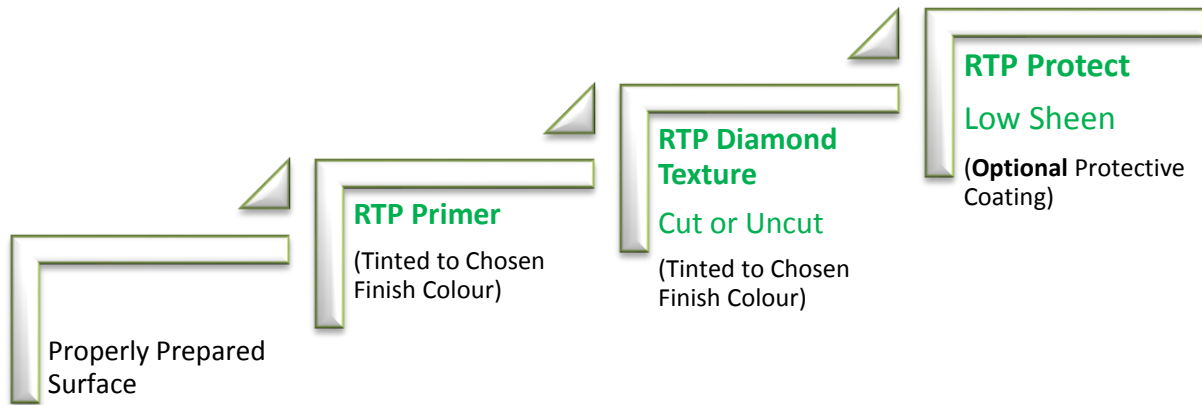 Properly Prepared
Surface
RTP Primer
(Tinted to Chosen
Finish Colour)
RTP Diamond
Texture
Cut or Uncut
(Tinted to Chosen
Finish Colour)
RTP Protect
Low Sheen
(Optional Protective
Coating)